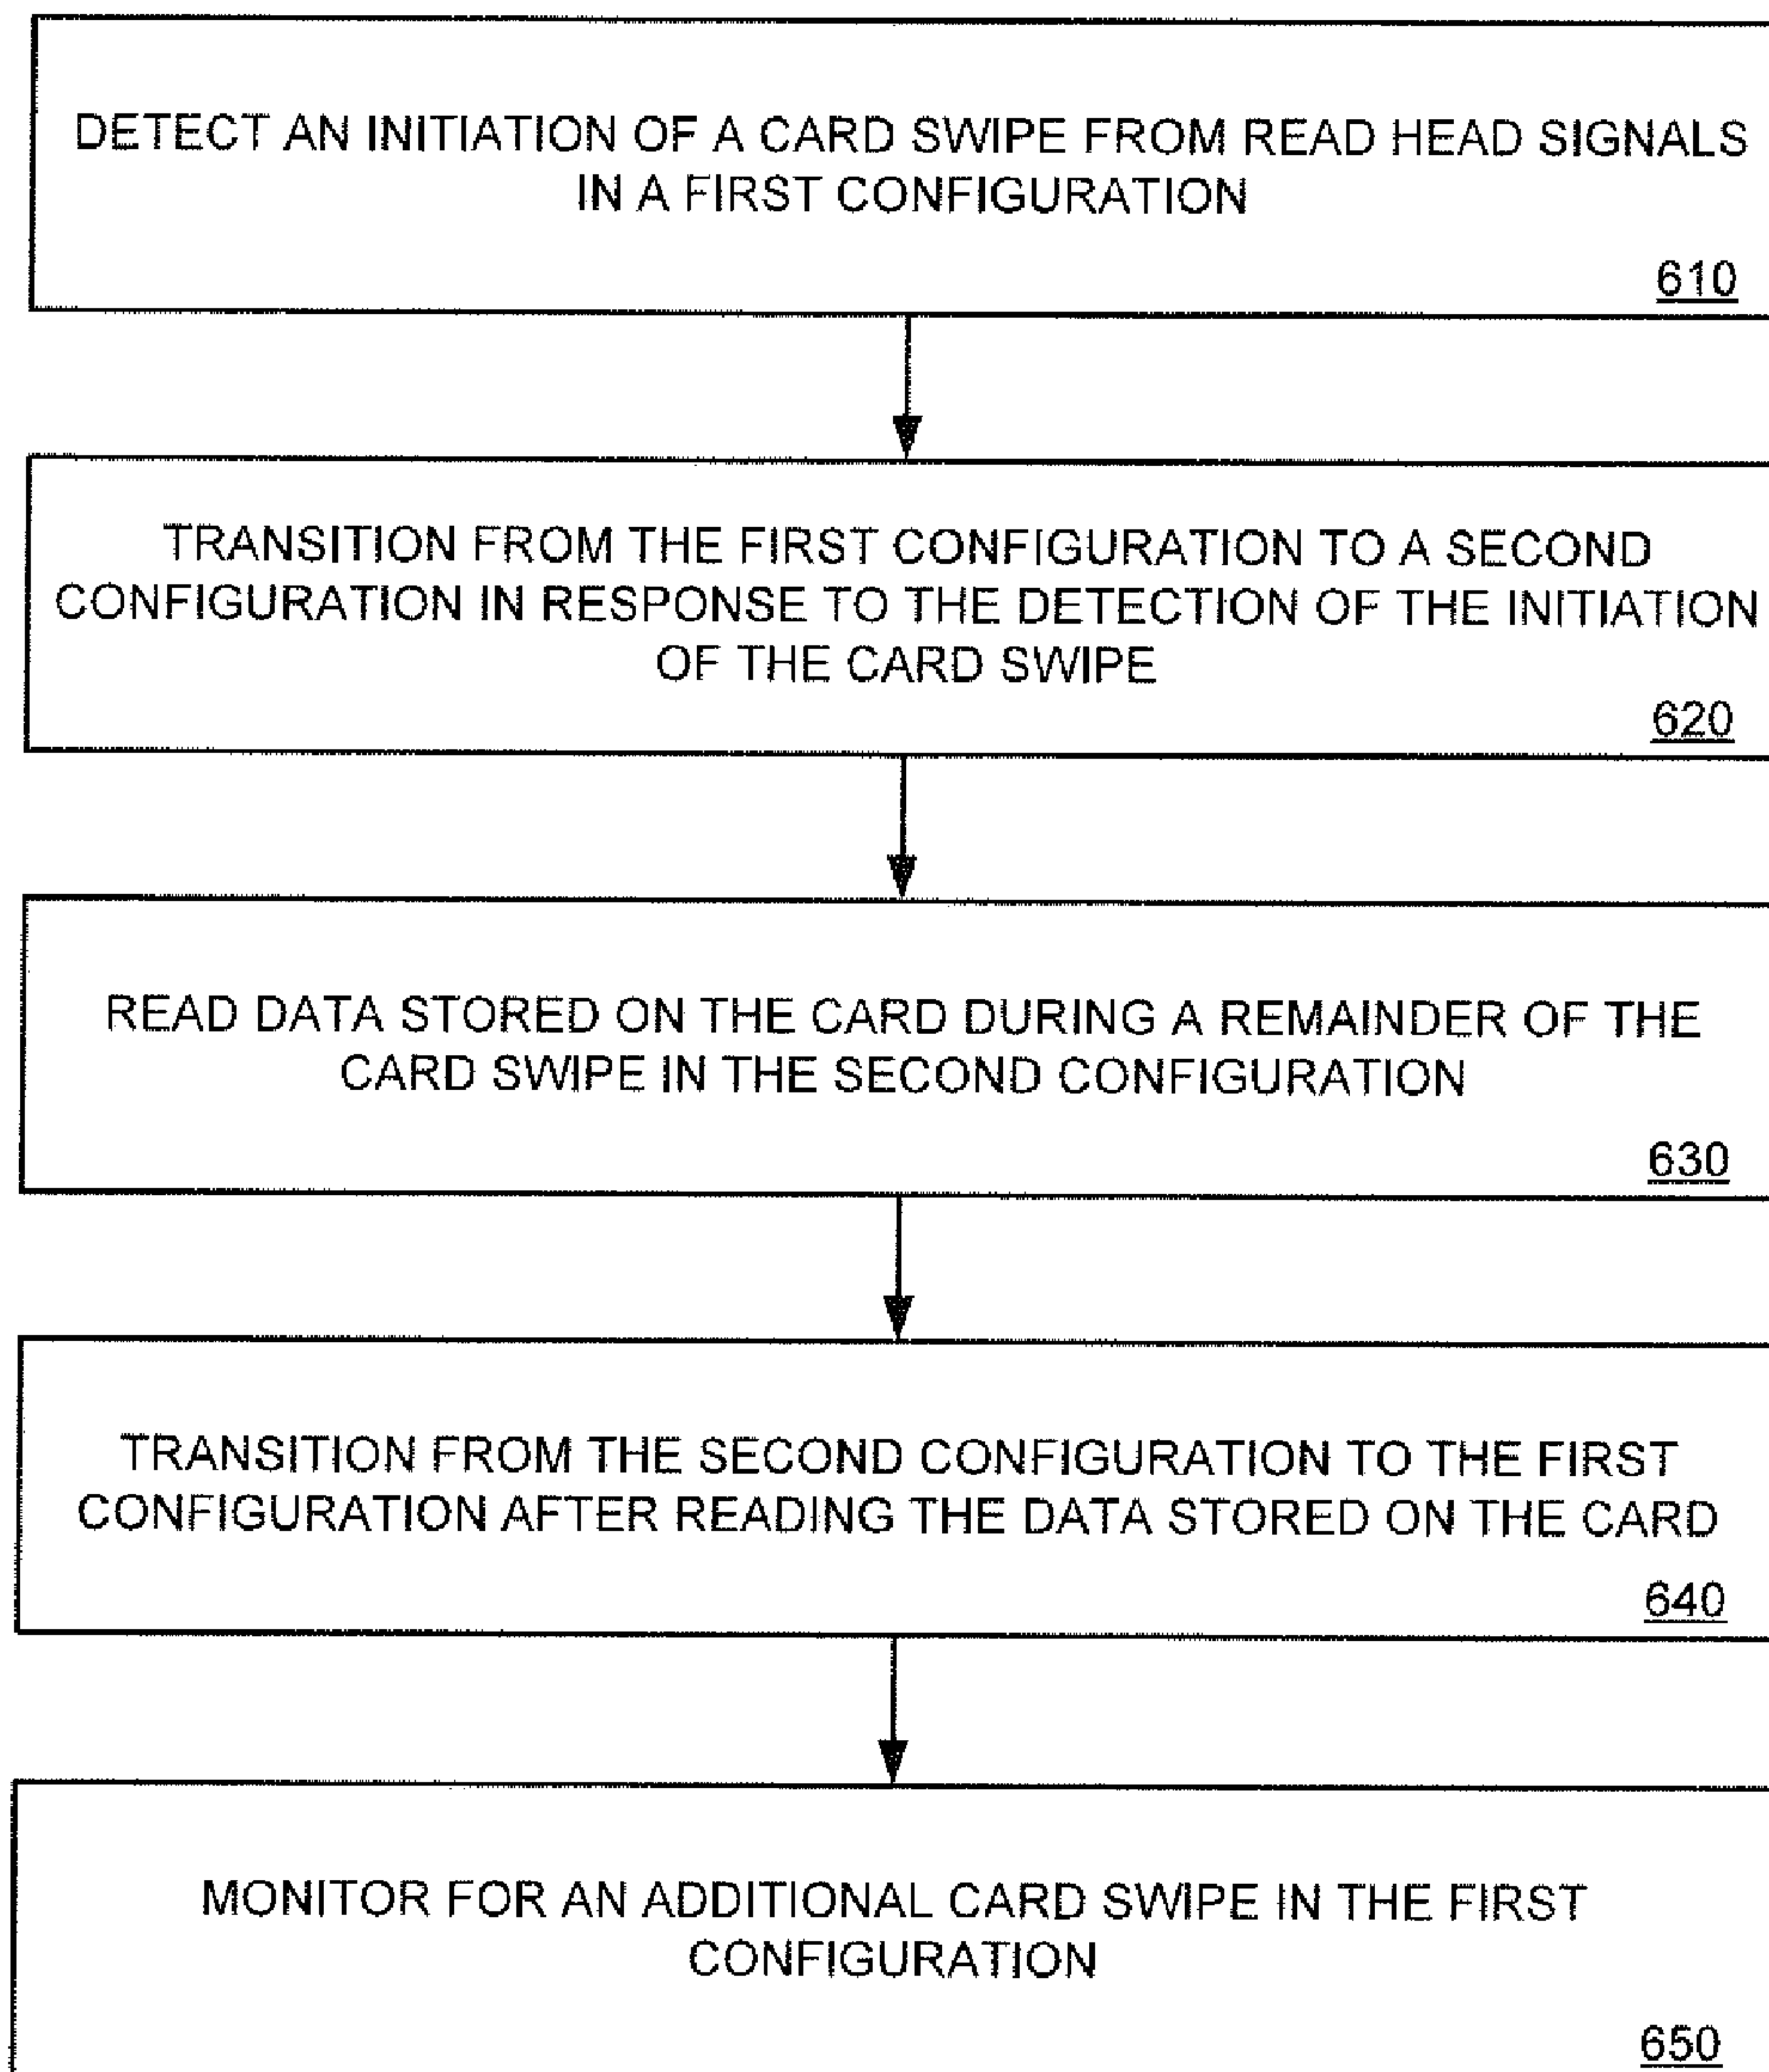 DETECT AN INITIATION OF A CARD SWIPE FROM READ HEAD SIGNALS
IN A FIRST CONFIGURATION
610
TRANSITION FROM THE FIRST CONFIGURATION TO A SECOND
CONFIGURATION IN RESPONSE TO THE DETECTION OF THE INITIATION
OF THE CARD SWIPE
620
READ DATA STORED ON THE CARD DURING A REMAINDER OF THE
CARD SWIPE IN THE SECOND CONFIGURATION
630
TRANSITION FROM THE SECOND CONFIGURATION TO THE FIRST
CONFIGURATION AFTER READING THE DATA STORED ON THE CARD
640
MONITOR FOR AN ADDITIONAL CARD SWIPE IN THE FIRST
CONFIGURATION
650